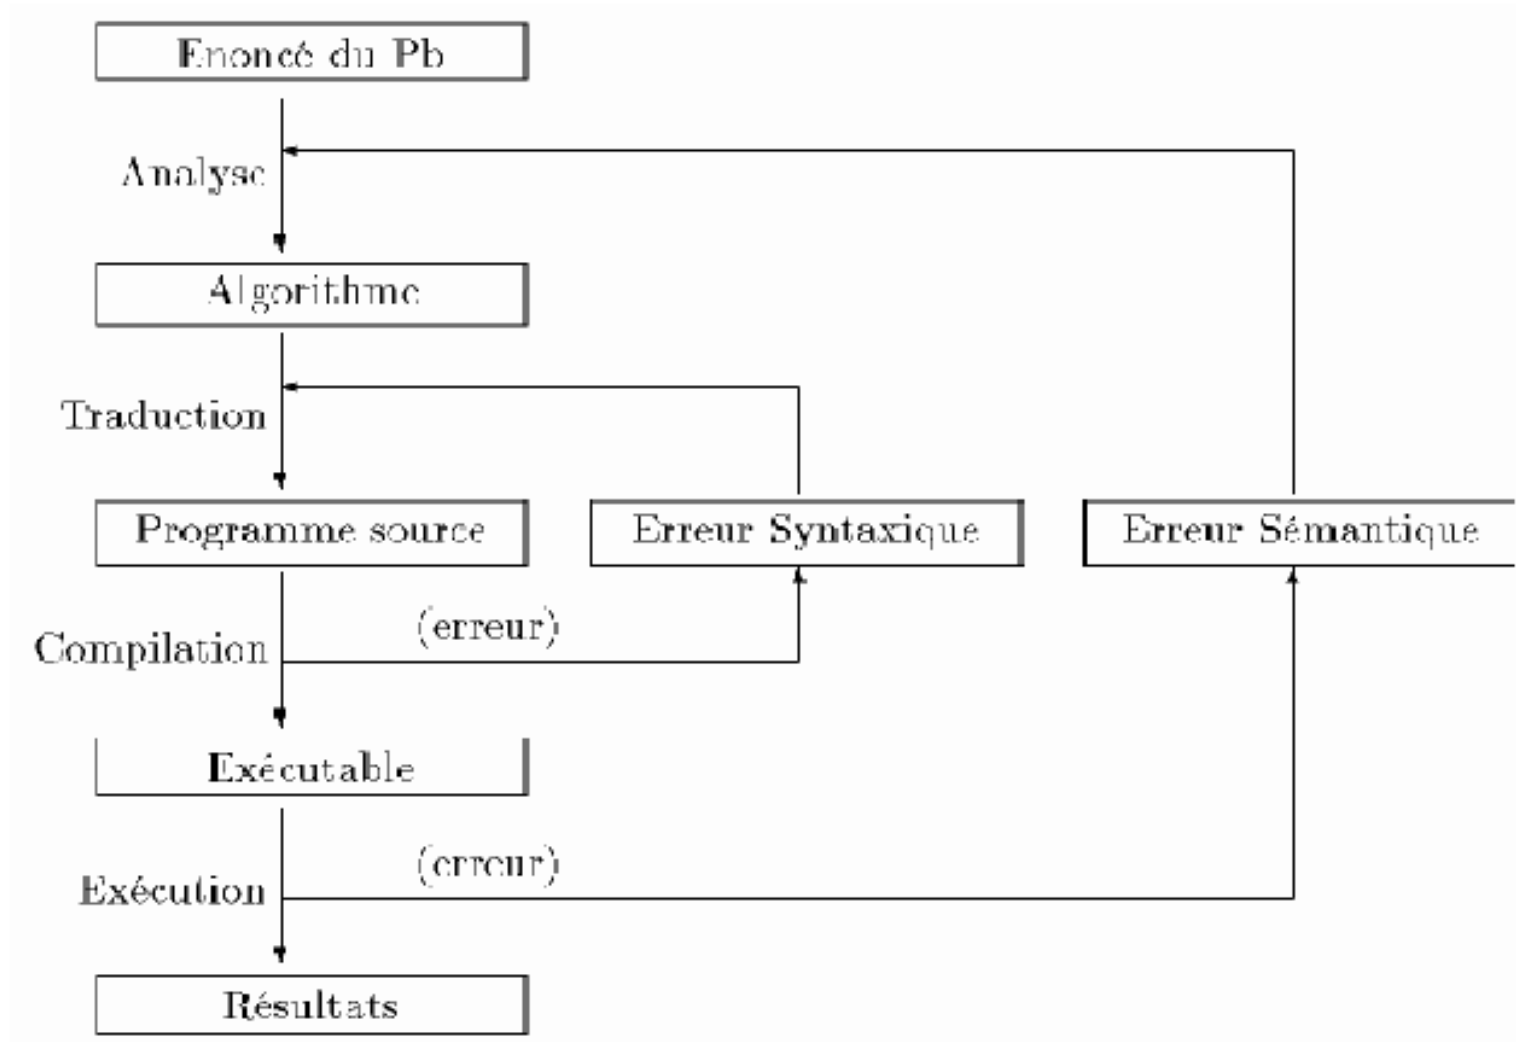 Enoncé du Pb
Analyse
Algorithme
Traduction
Programme source
Erreur Syntaxique
Erreur Sémantique
Compilation
(erreur)
Exécutable
(erreur)
Exécution
Résultats